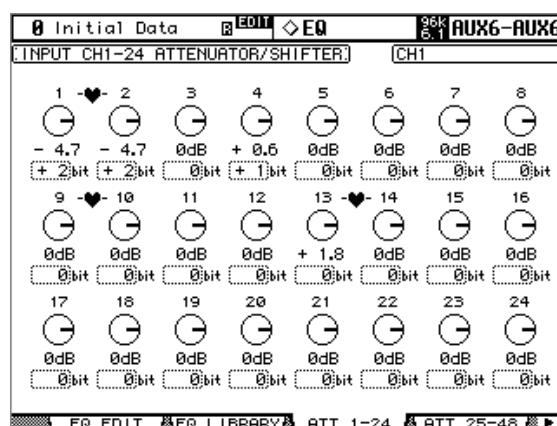 0 Initial Data R EDIT ◇EQ 96k 6.1 AUX6-AUX6
INPUT CH1-24 ATTENUATOR/SHIFTER CH1
1 -♥- 2 3 4 5 6 7 8
- 4.7 - 4.7 0dB + 0.6 0dB 0dB 0dB 0dB
+ 2bit + 2bit 0bit + 1bit 0bit 0bit 0bit 0bit
9 -♥- 10 11 12 13 -♥- 14 15 16
0dB 0dB 0dB 0dB + 1.8 0dB 0dB 0dB
0bit 0bit 0bit 0bit 0bit 0bit 0bit 0bit
17 18 19 20 21 22 23 24
0dB 0dB 0dB 0dB 0dB 0dB 0dB 0dB
0bit 0bit 0bit 0bit 0bit 0bit 0bit 0bit
EQ EDIT EQ LIBRARY ATT 1-24 ATT 25-48